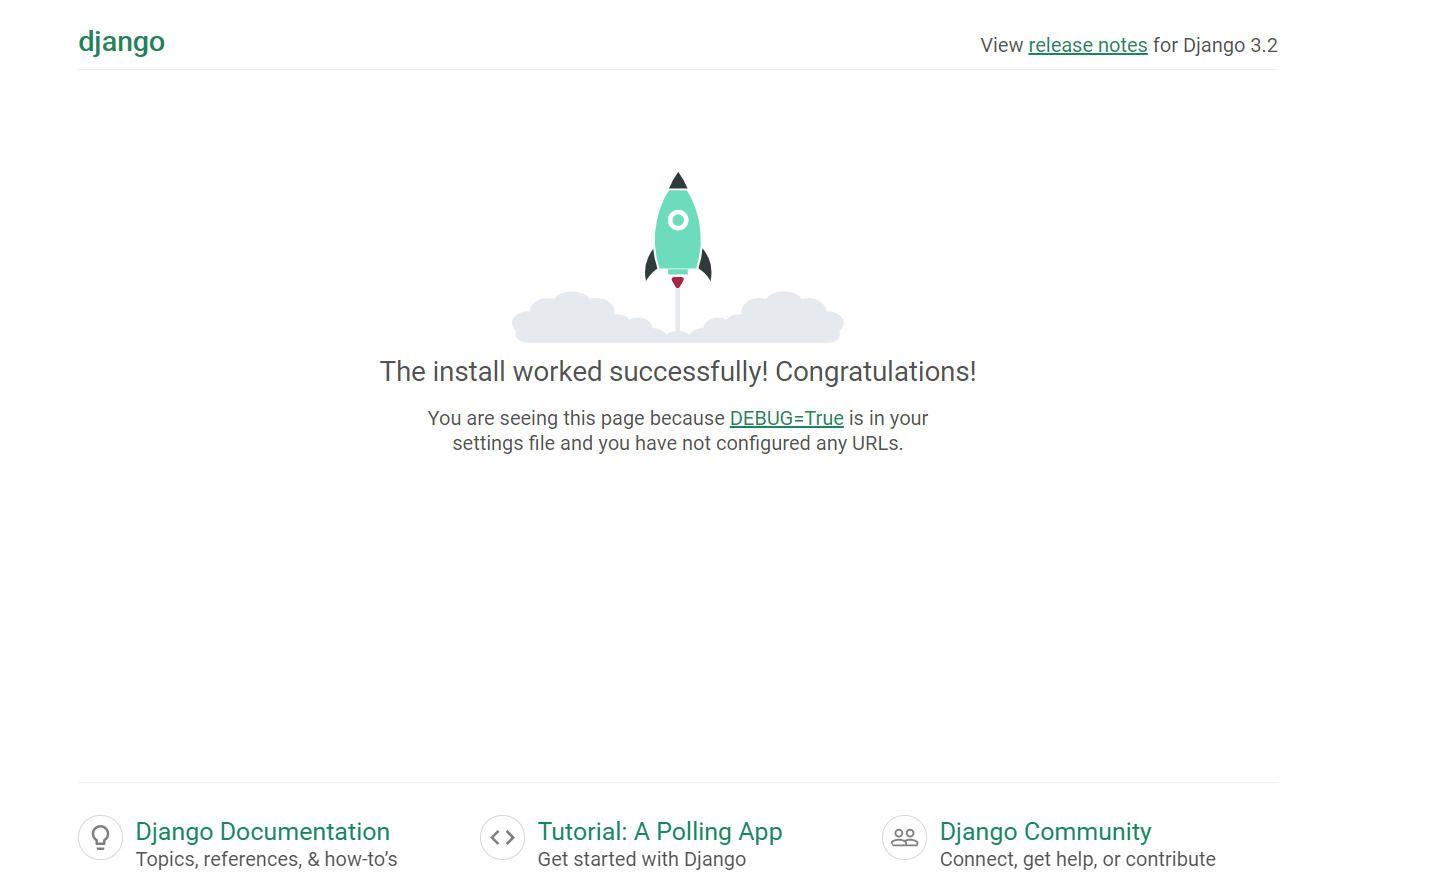 django
View release notes for Django 3.2
The install worked successfully! Congratulations!
You are seeing this page because DEBUG=True is in your
settings file and you have not configured any URLs.
Django Documentation
Topics, references, & how-to’s
Tutorial: A Polling App
Get started with Django
Django Community
Connect, get help, or contribute